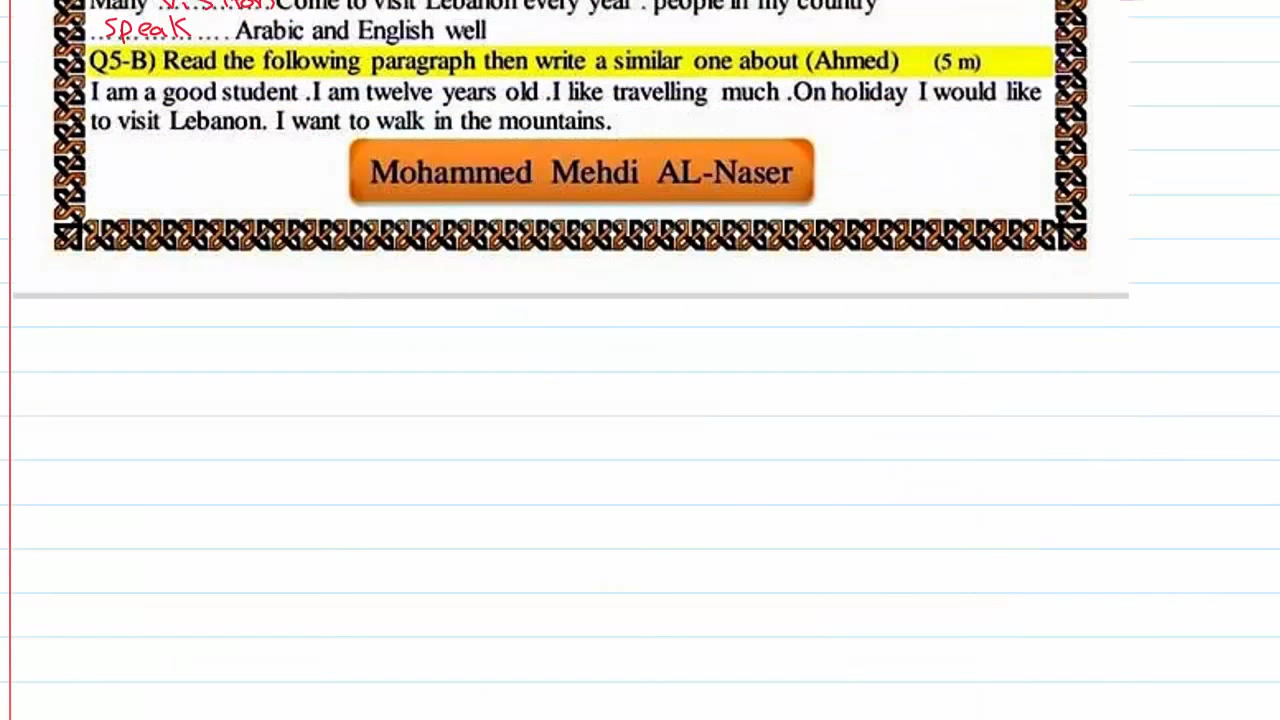 Many visitors Come to visit Lebanon every year . people in my country
speak Arabic and English well
Q5-B) Read the following paragraph then write a similar one about (Ahmed) (5 m)
I am a good student .I am twelve years old .I like travelling much .On holiday I would like
to visit Lebanon. I want to walk in the mountains.
Mohammed Mehdi AL-Naser